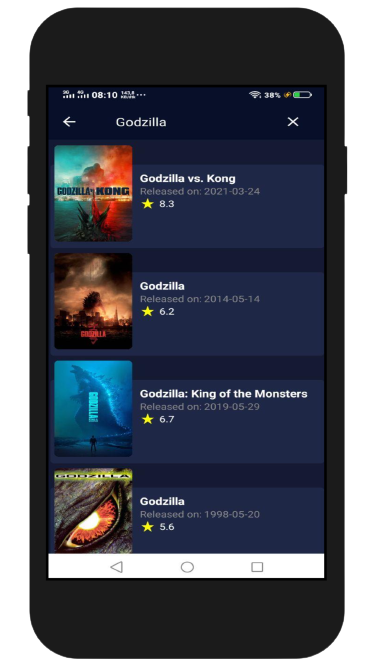 3G 4G 08:10 ···
38%
Godzilla
GODZILLA VS. KONG
Godzilla vs. Kong
Released on: 2021-03-24
8.3
GODZILLA
Godzilla
Released on: 2014-05-14
6.2
GODZILLA
Godzilla: King of the Monsters
Released on: 2019-05-29
6.7
GODZILLA
Godzilla
Released on: 1998-05-20
5.6